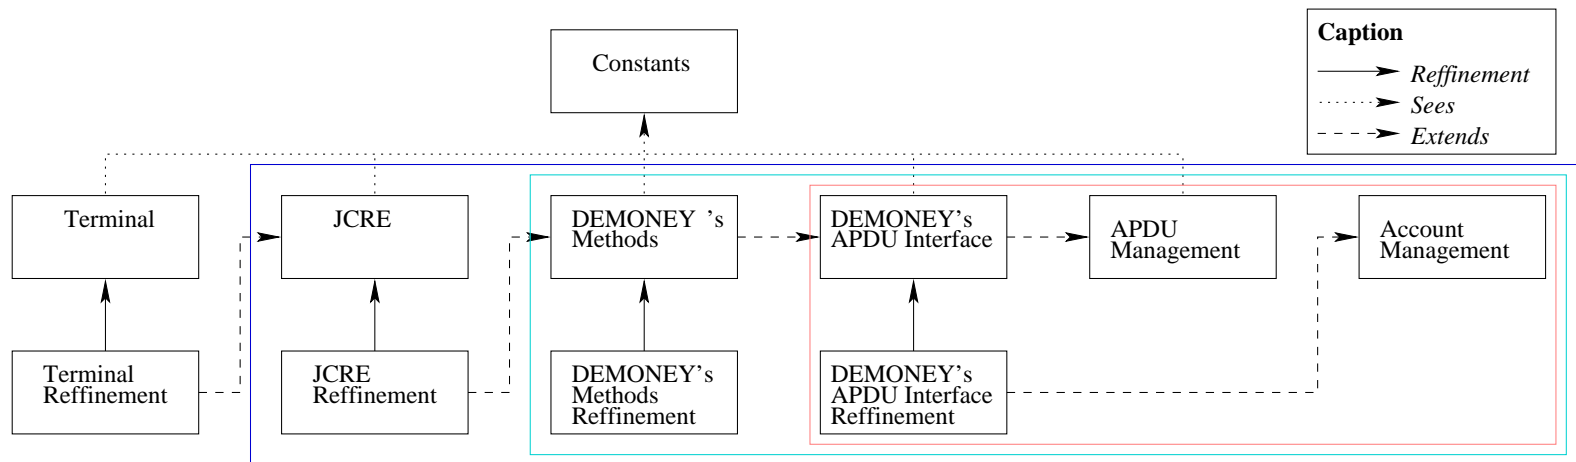 Constants
Caption
Reffinement
Sees
Extends
Terminal
JCRE
DEMONEY 's
Methods
DEMONEY's
APDU Interface
APDU
Management
Account
Management
Terminal
Reffinement
JCRE
Reffinement
DEMONEY's
Methods
Reffinement
DEMONEY's
APDU Interface
Reffinement